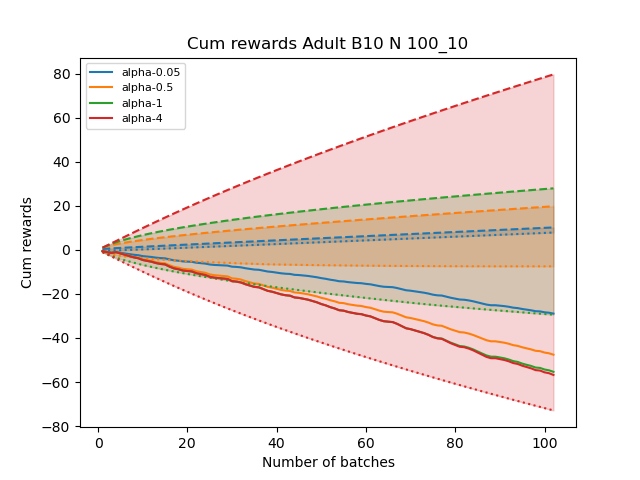 Cum rewards Adult B10 N 100_10
alpha-0.05
alpha-0.5
alpha-1
alpha-4
Cum rewards
80
60
40
20
0
−20
−40
−60
−80
0 20 40 60 80 100
Number of batches